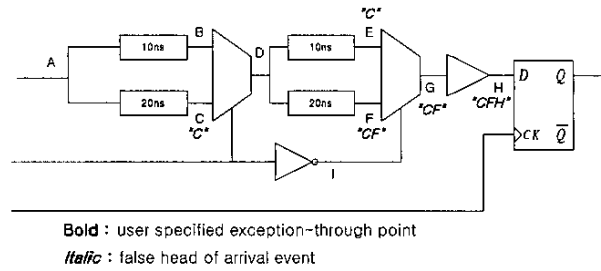 "C"
A
10ns
B
D
10ns
E
20ns
C
"C"
20ns
F
"CF"
G
"CF"
H
"CFH"
D Q
CK Q̅
I
Bold : user specified exception-through point
Italic : false head of arrival event